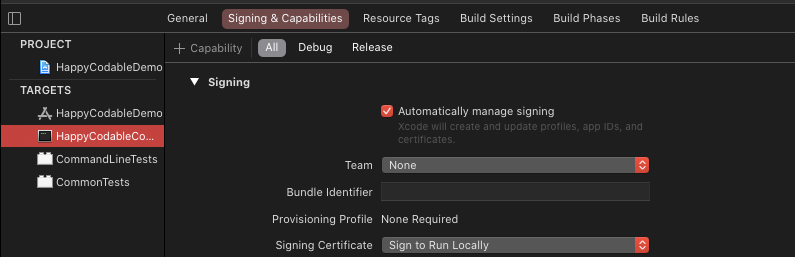 General Signing & Capabilities Resource Tags Build Settings Build Phases Build Rules
PROJECT
HappyCodableDemo
TARGETS
HappyCodableDemo
HappyCodableCo...
CommandLineTests
CommonTests
+ Capability All Debug Release
Signing
Automatically manage signing
Xcode will create and update profiles, app IDs, and
certificates.
Team None
Bundle Identifier
Provisioning Profile None Required
Signing Certificate Sign to Run Locally